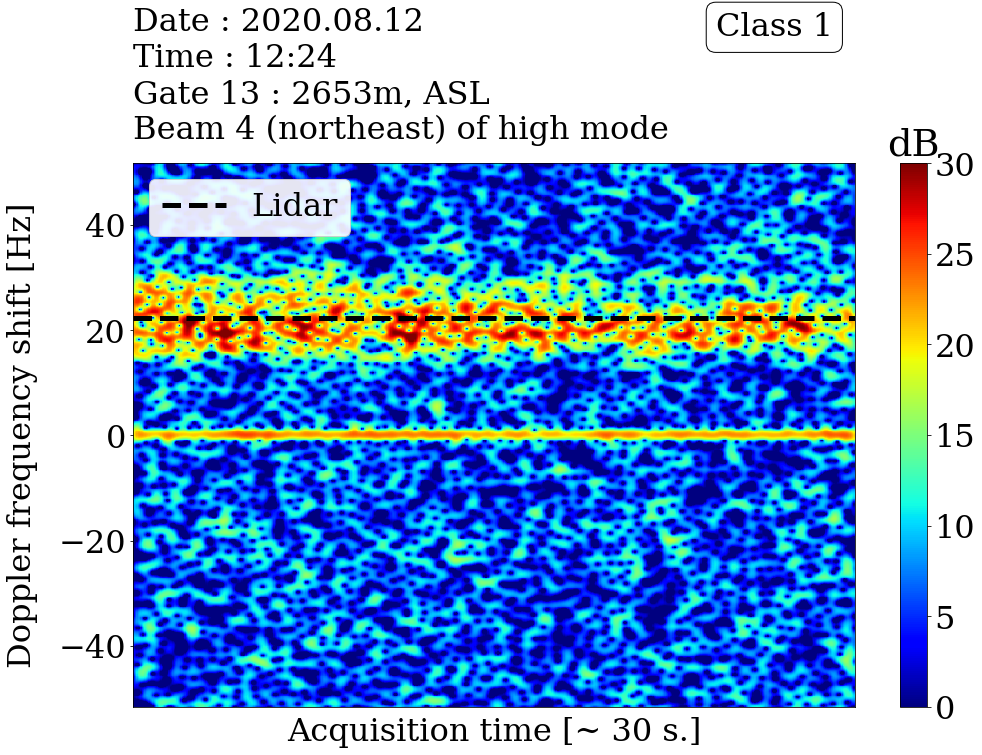 Date : 2020.08.12
Time : 12:24
Gate 13 : 2653m, ASL
Beam 4 (northeast) of high mode
Class 1
dB
Lidar
Doppler frequency shift [Hz]
40
20
0
−20
−40
Acquisition time [~ 30 s.]
30
25
20
15
10
5
0